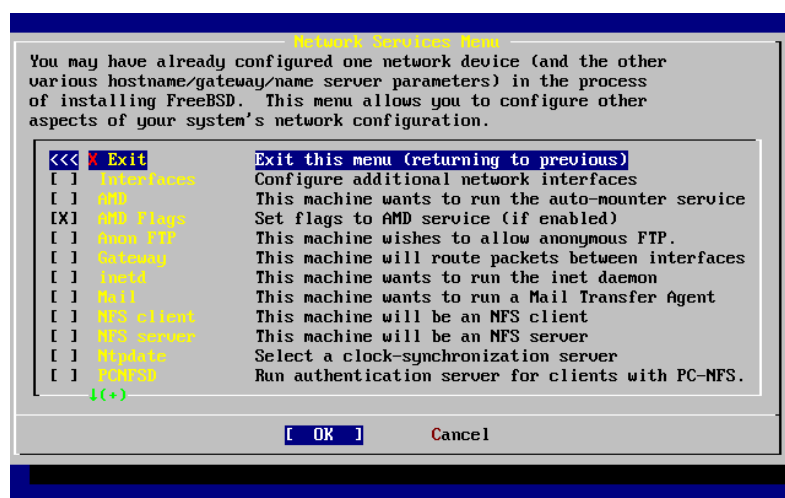 Network Services Menu
You may have already configured one network device (and the other
various hostname/gateway/name server parameters) in the process
of installing FreeBSD.  This menu allows you to configure other
aspects of your system's network configuration.
<<< X Exit Exit this menu (returning to previous)
[ ] Interfaces Configure additional network interfaces
[ ] AMD This machine wants to run the auto-mounter service
[X] AMD Flags Set flags to AMD service (if enabled)
[ ] Anon FTP This machine wishes to allow anonymous FTP.
[ ] Gateway This machine will route packets between interfaces
[ ] inetd This machine wants to run the inet daemon
[ ] Mail This machine wants to run a Mail Transfer Agent
[ ] NFS client This machine will be an NFS client
[ ] NFS server This machine will be an NFS server
[ ] Ntpdate Select a clock-synchronization server
[ ] PCNFSD Run authentication server for clients with PC-NFS.
↓(+)
[ OK ] Cancel